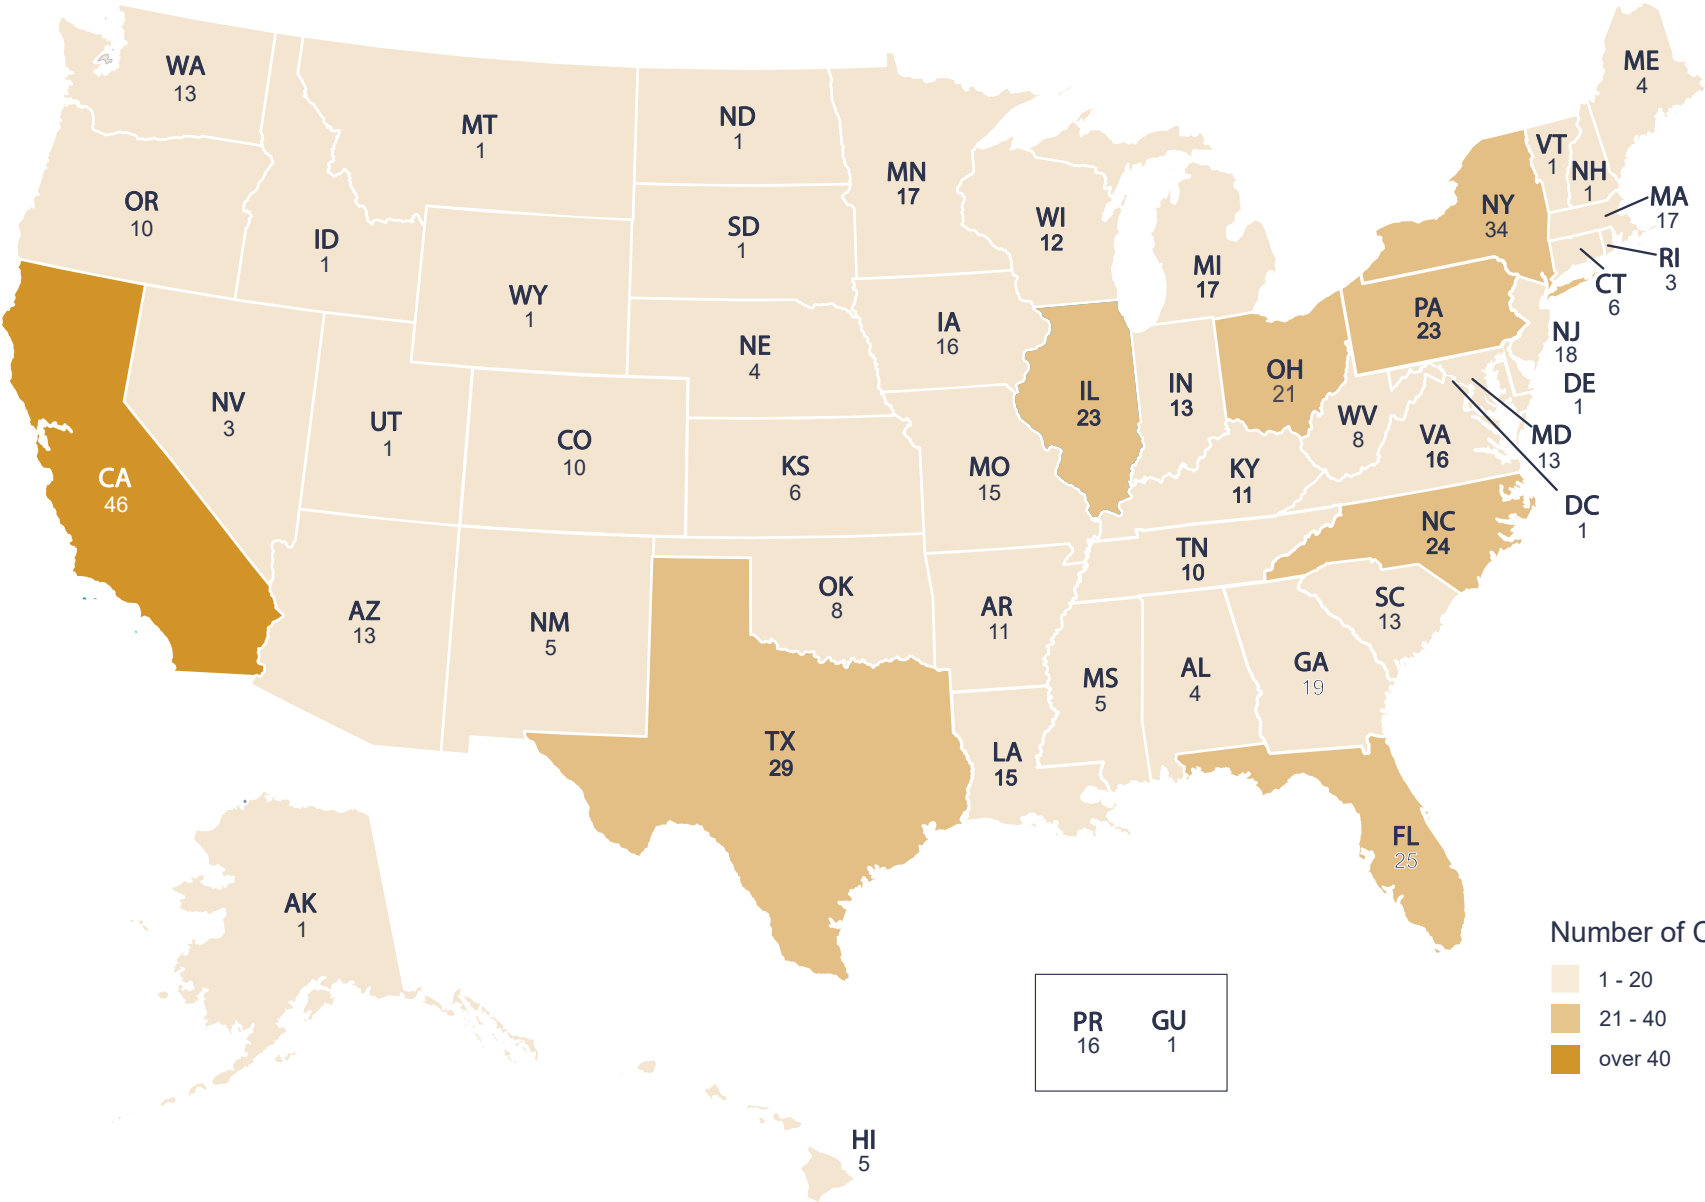 WA
13
MT
1
ND
1
MN
17
ME
4
VT
1
NH
1
MA
17
OR
10
ID
1
SD
1
WI
12
NY
34
RI
3
WY
1
MI
17
CT
6
IA
16
PA
23
NJ
18
NE
4
NV
3
UT
1
CO
10
KS
6
MO
15
IL
23
IN
13
OH
21
WV
8
VA
16
DE
1
MD
13
DC
1
CA
46
KY
11
NC
24
TN
10
AZ
13
NM
5
OK
8
AR
11
SC
13
MS
5
AL
4
GA
19
TX
29
LA
15
FL
25
AK
1
HI
5
PR
16
GU
1
Number of
1 - 20
21 - 40
over 40